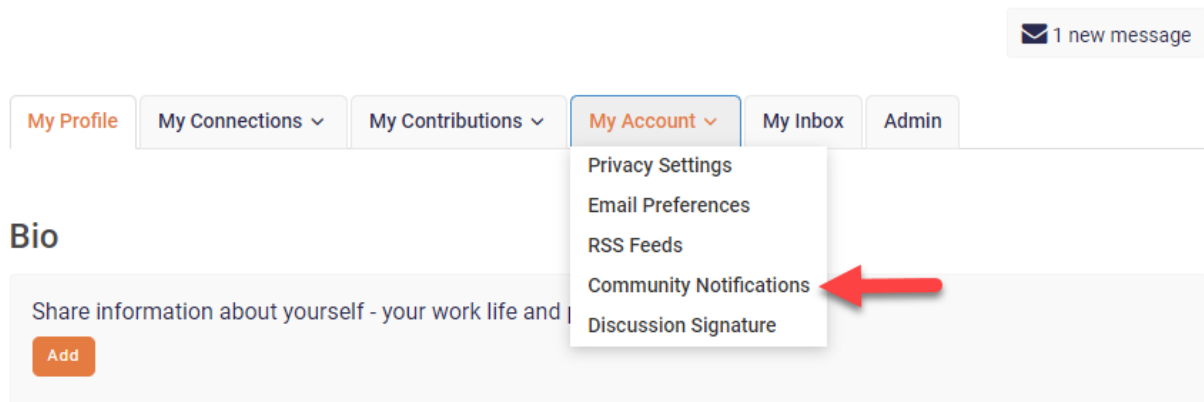 1 new message
My Profile My Connections My Contributions My Account My Inbox Admin
Privacy Settings
Email Preferences
RSS Feeds
Community Notifications
Discussion Signature
Bio
Share information about yourself - your work life and
Add